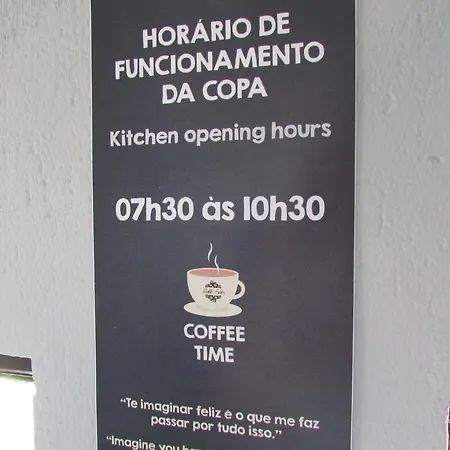 HORÁRIO DE
FUNCIONAMENTO
DA COPA
Kitchen opening hours
07h30 às 10h30
COFFEE
TIME
“Te imaginar feliz é o que me faz
passar por tudo isso.”
“Imagine you